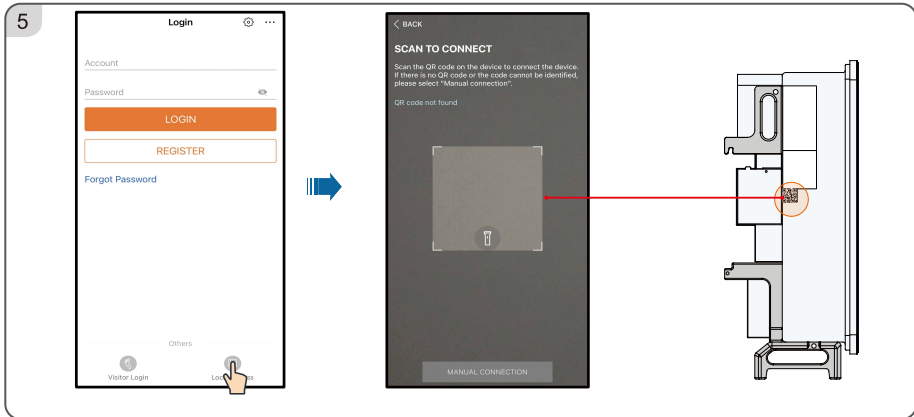 5
Login
Account
Password
LOGIN
REGISTER
Forgot Password
Others
Visitor Login
BACK
SCAN TO CONNECT
Scan the QR code on the device to connect the device.
If there is no QR code or the code cannot be identified,
please select "Manual connection".
QR code not found
MANUAL CONNECTION